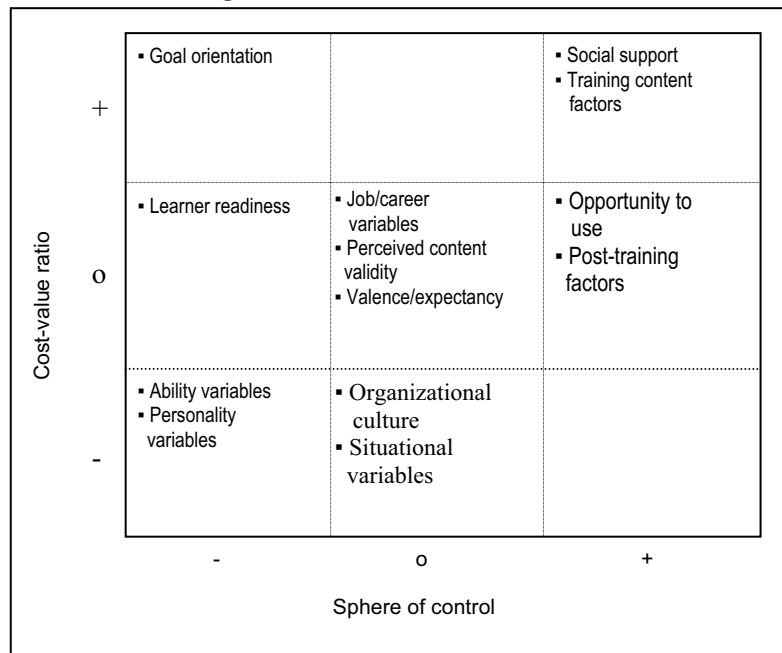 ▪ Goal orientation
▪ Social support
▪ Training content
factors
+
▪ Learner readiness
▪ Job/career
variables
▪ Perceived content
validity
▪ Valence/expectancy
▪ Opportunity to
use
▪ Post-training
factors
o
Cost-value ratio
▪ Ability variables
▪ Personality
variables
▪ Organizational
culture
▪ Situational
variables
-
- o +
Sphere of control